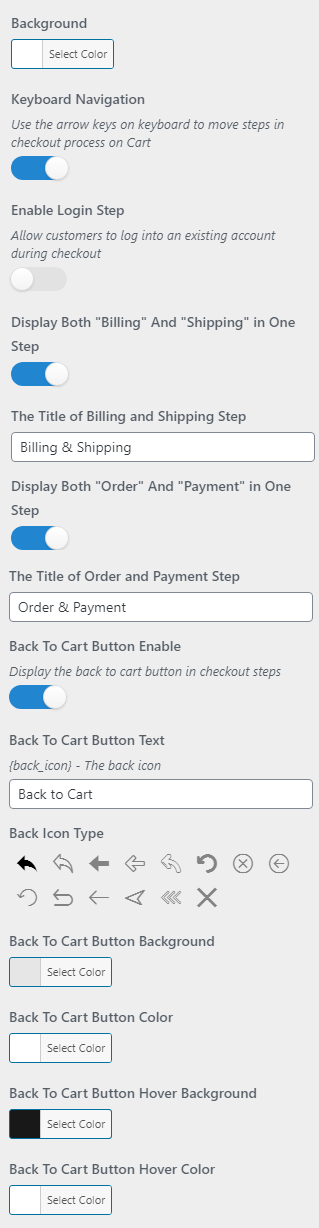 Background
Select Color
Keyboard Navigation
Use the arrow keys on keyboard to move steps in
checkout process on Cart
Enable Login Step
Allow customers to log into an existing account
during checkout
Display Both "Billing" And "Shipping" in One
Step
The Title of Billing and Shipping Step
Billing & Shipping
Display Both "Order" And "Payment" in One
Step
The Title of Order and Payment Step
Order & Payment
Back To Cart Button Enable
Display the back to cart button in checkout steps
Back To Cart Button Text
{back_icon} - The back icon
Back to Cart
Back Icon Type
Back To Cart Button Background
Select Color
Back To Cart Button Color
Select Color
Back To Cart Button Hover Background
Select Color
Back To Cart Button Hover Color
Select Color